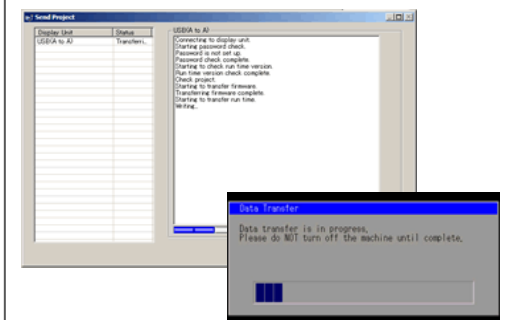 Send Project
Display Unit Status
USB(A to A) Transferri..
USB(A to A)
Connecting to display unit.
Starting password check.
Password is not set up.
Password check complete.
Starting to check run time version.
Run time version check complete.
Check project.
Starting to transfer firmware.
Transferring firmware complete.
Starting to transfer run time.
Writing..
Data Transfer
Data transfer is in progress,
Please do NOT turn off the machine until complete.